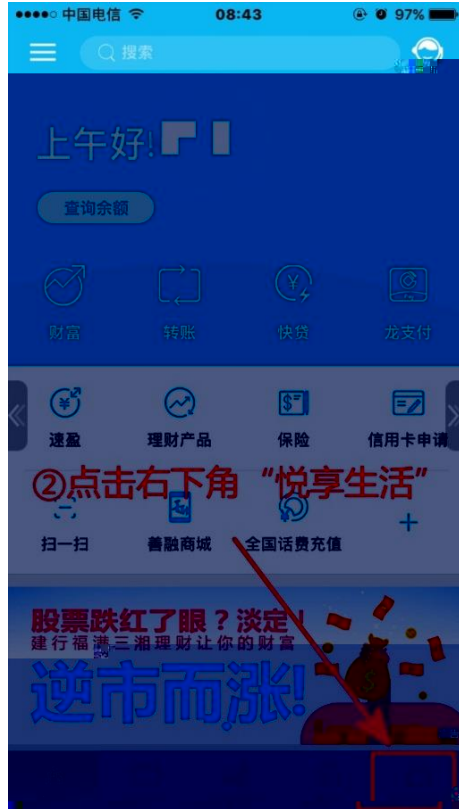 中国电信 08:43 97%
搜索
上午好!
查询余额
财富 转账 快贷 龙支付
速盈 理财产品 保险 信用卡申请
②点击右下角“悦享生活”
扫一扫 善融商城 全国话费充值
股票跌红了眼?淡定!
建行福满三湘理财让你的财富
逆市而涨!